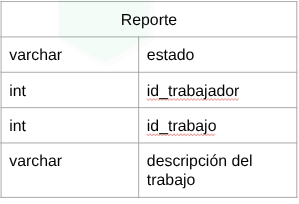 Reporte
varchar estado
int id_trabajador
int id_trabajo
varchar descripción del
trabajo